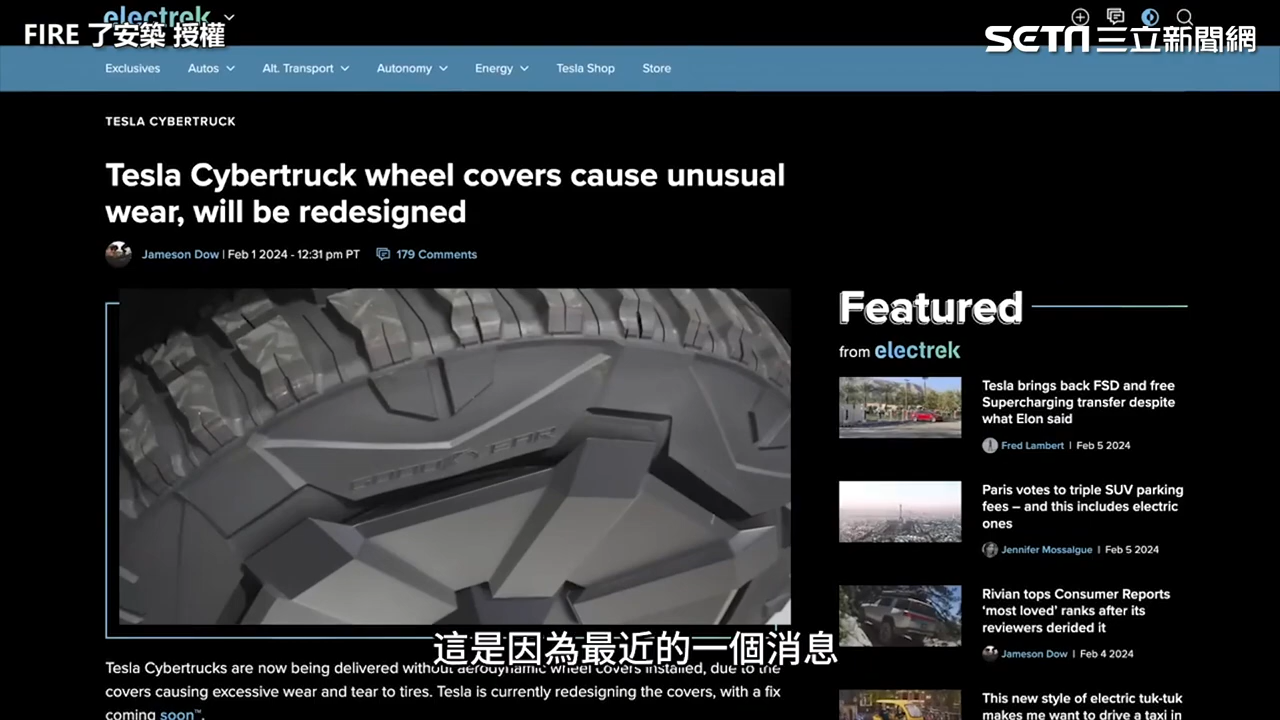 electrek
FIRE 了安築 授權
SETN 三立新聞網
Exclusives Autos Alt. Transport Autonomy Energy Tesla Shop Store
TESLA CYBERTRUCK
Tesla Cybertruck wheel covers cause unusual
wear, will be redesigned
Jameson Dow | Feb 1 2024 - 12:31 pm PT 179 Comments
GOODYEAR
Tesla Cybertrucks are now being delivered without aerodynamic wheel covers installed, due to the
covers causing excessive wear and tear to tires. Tesla is currently redesigning the covers, with a fix
coming soon™.
這是因為最近的一個消息
Featured
from electrek
Tesla brings back FSD and free
Supercharging transfer despite
what Elon said
Fred Lambert | Feb 5 2024
Paris votes to triple SUV parking
fees – and this includes electric
ones
Jennifer Mossalgue | Feb 5 2024
Rivian tops Consumer Reports
‘most loved’ ranks after its
reviewers derided it
Jameson Dow | Feb 4 2024
This new style of electric tuk-tuk
makes me want to drive a taxi in